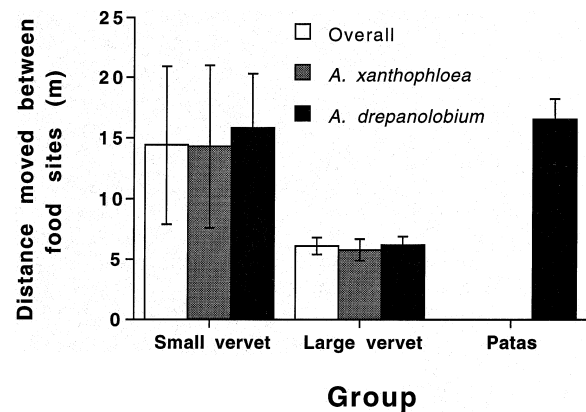 Distance moved between
food sites (m)
25
20
15
10
5
0
Overall
A. xanthophloea
A. drepanolobium
Small vervet
Large vervet
Patas
Group